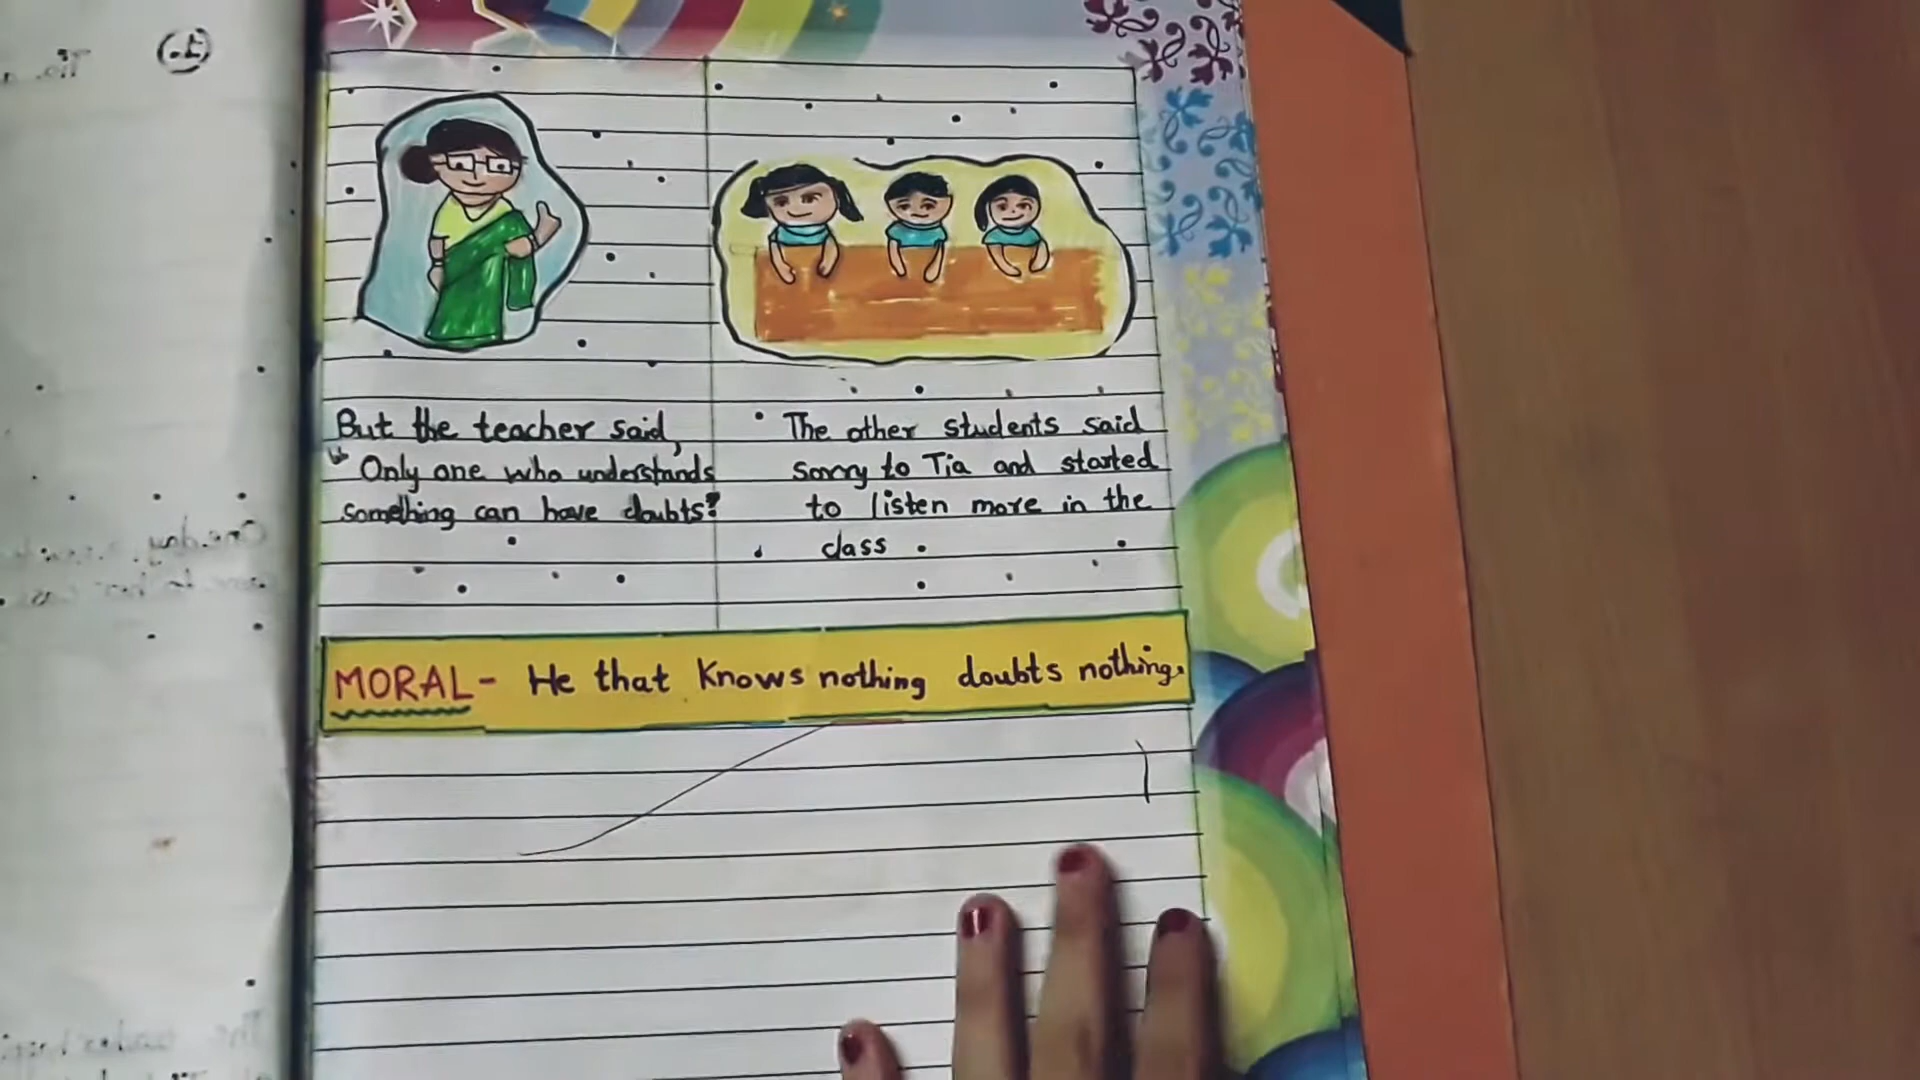 But the teacher said,
"Only one who understands
something can have doubts"
The other students said
sorry to Tia and started
to listen more in the
class.
MORAL- He that knows nothing doubts nothing.